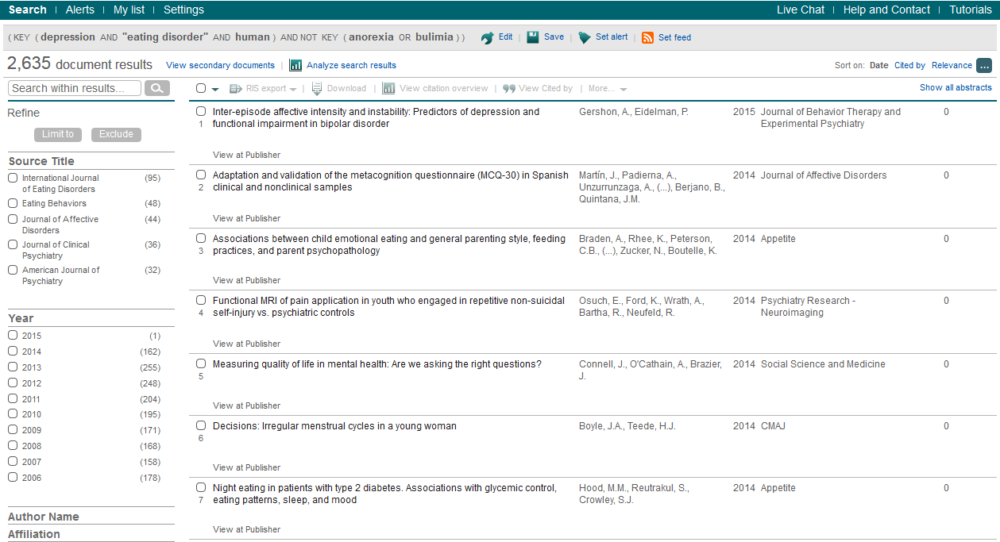 Search | Alerts | My list | Settings Live Chat | Help and Contact | Tutorials
( KEY ( depression AND "eating disorder" AND human ) AND NOT KEY ( anorexia OR bulimia ) ) Edit | Save | Set alert | Set feed
2,635 document results View secondary documents | Analyze search results Sort on: Date Cited by Relevance ...
Search within results... RIS export | Download | View citation overview | View Cited by | More... Show all abstracts
Refine
Limit to Exclude
Source Title
International Journal (95)
of Eating Disorders
Eating Behaviors (48)
Journal of Affective (44)
Disorders
Journal of Clinical (36)
Psychiatry
American Journal of (32)
Psychiatry
Year
2015 (1)
2014 (162)
2013 (255)
2012 (248)
2011 (204)
2010 (195)
2009 (171)
2008 (168)
2007 (158)
2006 (178)
Author Name
Affiliation
Inter-episode affective intensity and instability: Predictors of depression and Gershon, A., Eidelman, P. 2015 Journal of Behavior Therapy and 0
1 functional impairment in bipolar disorder Experimental Psychiatry
View at Publisher
Adaptation and validation of the metacognition questionnaire (MCQ-30) in Spanish Martín, J., Padierna, A., 2014 Journal of Affective Disorders 0
2 clinical and nonclinical samples Unzurrunzaga, A., (...), Berjano, B.,
Quintana, J.M.
View at Publisher
Associations between child emotional eating and general parenting style, feeding Braden, A., Rhee, K., Peterson, 2014 Appetite 0
3 practices, and parent psychopathology C.B., (...), Zucker, N., Boutelle, K.
View at Publisher
Functional MRI of pain application in youth who engaged in repetitive non-suicidal Osuch, E., Ford, K., Wrath, A., 2014 Psychiatry Research - 0
4 self-injury vs. psychiatric controls Bartha, R., Neufeld, R. Neuroimaging
View at Publisher
Measuring quality of life in mental health: Are we asking the right questions? Connell, J., O'Cathain, A., Brazier, 2014 Social Science and Medicine 0
5 J.
View at Publisher
Decisions: Irregular menstrual cycles in a young woman Boyle, J.A., Teede, H.J. 2014 CMAJ 0
6
View at Publisher
Night eating in patients with type 2 diabetes. Associations with glycemic control, Hood, M.M., Reutrakul, S., 2014 Appetite 0
7 eating patterns, sleep, and mood Crowley, S.J.
View at Publisher